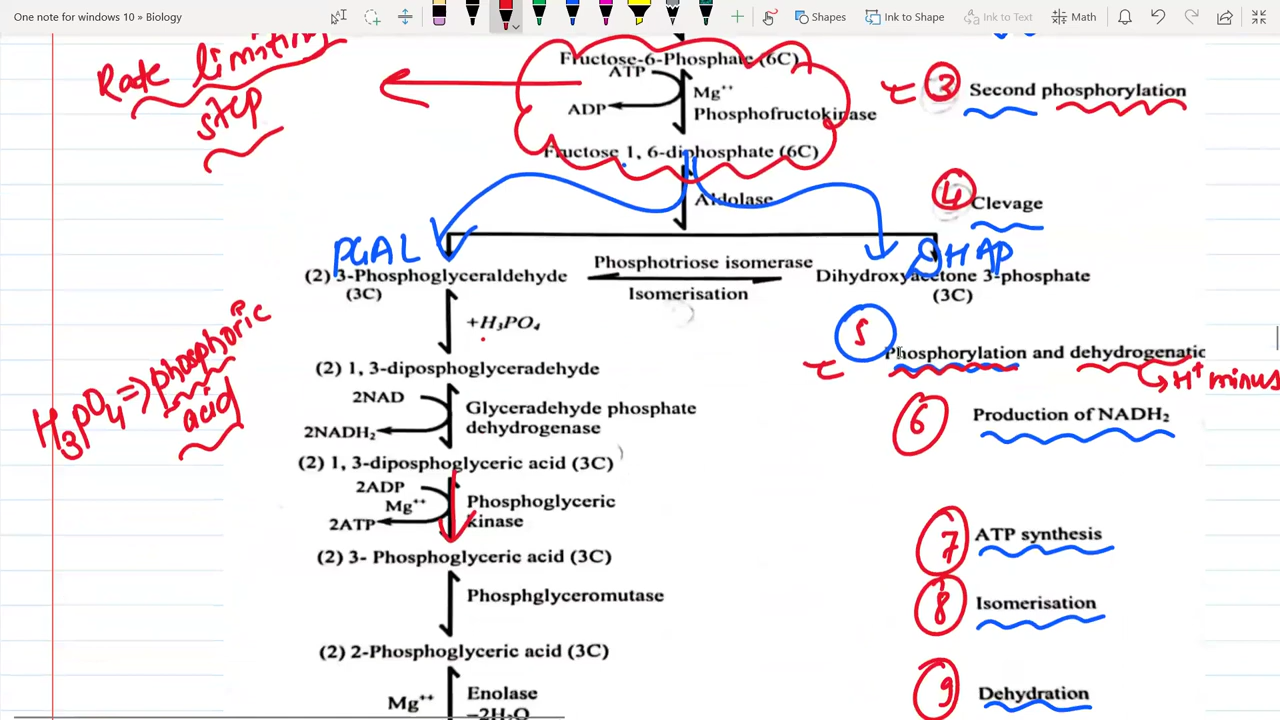 One note for windows 10 » Biology
Shapes
Ink to Shape
Ink to Text
Math
Rate limiting
step
Fructose-6-Phosphate (6C)
ATP
Mg++
ADP
Phosphofructokinase
Fructose 1, 6-diphosphate (6C)
3 Second phosphorylation
Aldolase
4 Clevage
PGAL
DHAP
(2) 3-Phosphoglyceraldehyde
(3C)
Phosphotriose isomerase
Isomerisation
Dihydroxyacetone 3-phosphate
(3C)
+H₃PO₄
5 Phosphorylation and dehydrogenatic
H⁺ minus
H₃PO₄ => phosphoric
acid
(2) 1, 3-diposphoglyceradehyde
2NAD
2NADH₂
Glyceradehyde phosphate
dehydrogenase
6 Production of NADH₂
(2) 1, 3-diposphoglyceric acid (3C)
2ADP
Mg++
2ATP
Phosphoglyceric
kinase
7 ATP synthesis
(2) 3- Phosphoglyceric acid (3C)
Phosphglyceromutase
8 Isomerisation
(2) 2-Phosphoglyceric acid (3C)
Mg++
Enolase
−2H₂O
9 Dehydration